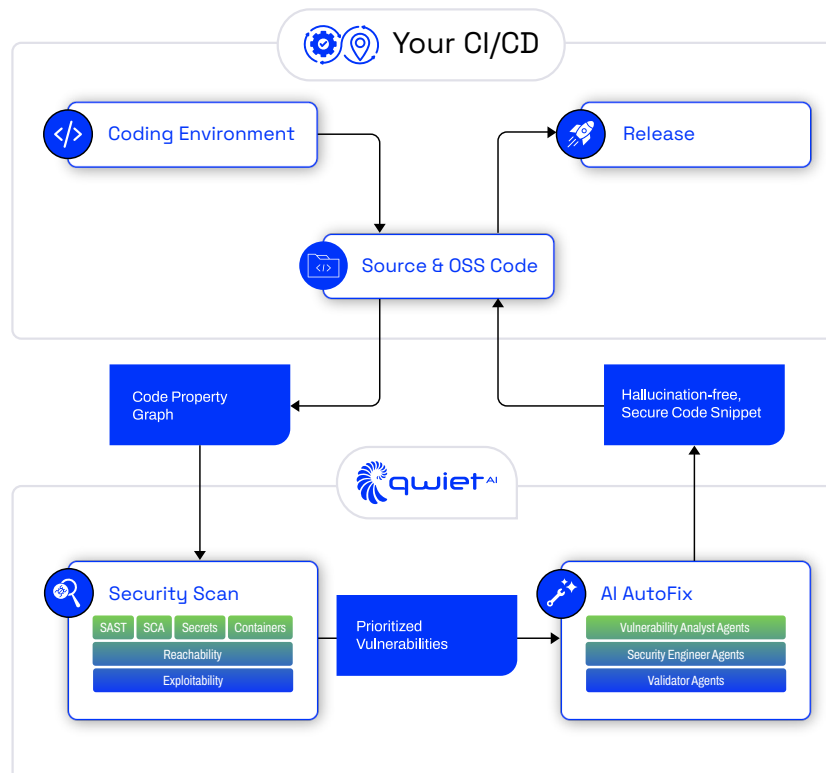 Your CI/CD
Coding Environment
Release
Source & OSS Code
Code Property
Graph
Hallucination-free,
Secure Code Snippet
qwiet AI
Security Scan
SAST
SCA
Secrets
Containers
Reachability
Exploitability
Prioritized
Vulnerabilities
AI AutoFix
Vulnerability Analyst Agents
Security Engineer Agents
Validator Agents